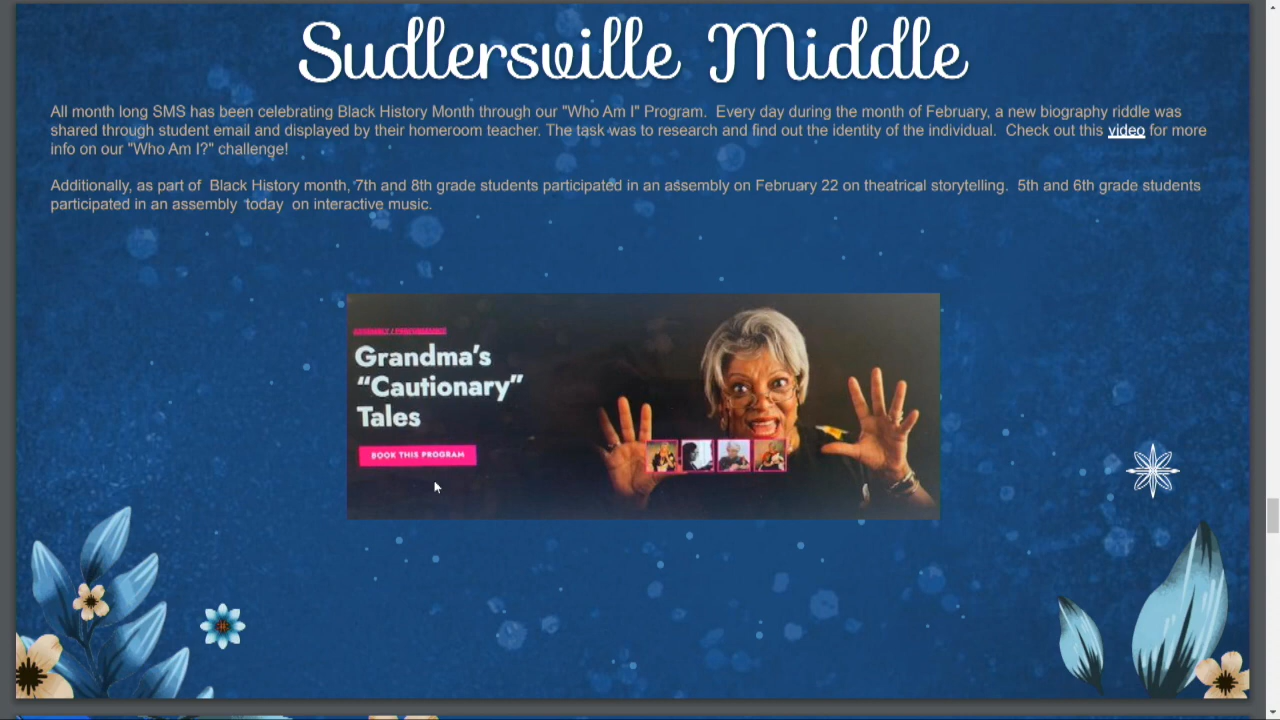 Sudlersville Middle
All month long SMS has been celebrating Black History Month through our "Who Am I" Program.  Every day during the month of February, a new biography riddle was
shared through student email and displayed by their homeroom teacher. The task was to research and find out the identity of the individual.  Check out this video for more
info on our "Who Am I?" challenge!
Additionally, as part of  Black History month, 7th and 8th grade students participated in an assembly on February 22 on theatrical storytelling.  5th and 6th grade students
participated in an assembly  today  on interactive music.
ASSEMBLY / PERFORMANCE
Grandma's
"Cautionary"
Tales
BOOK THIS PROGRAM